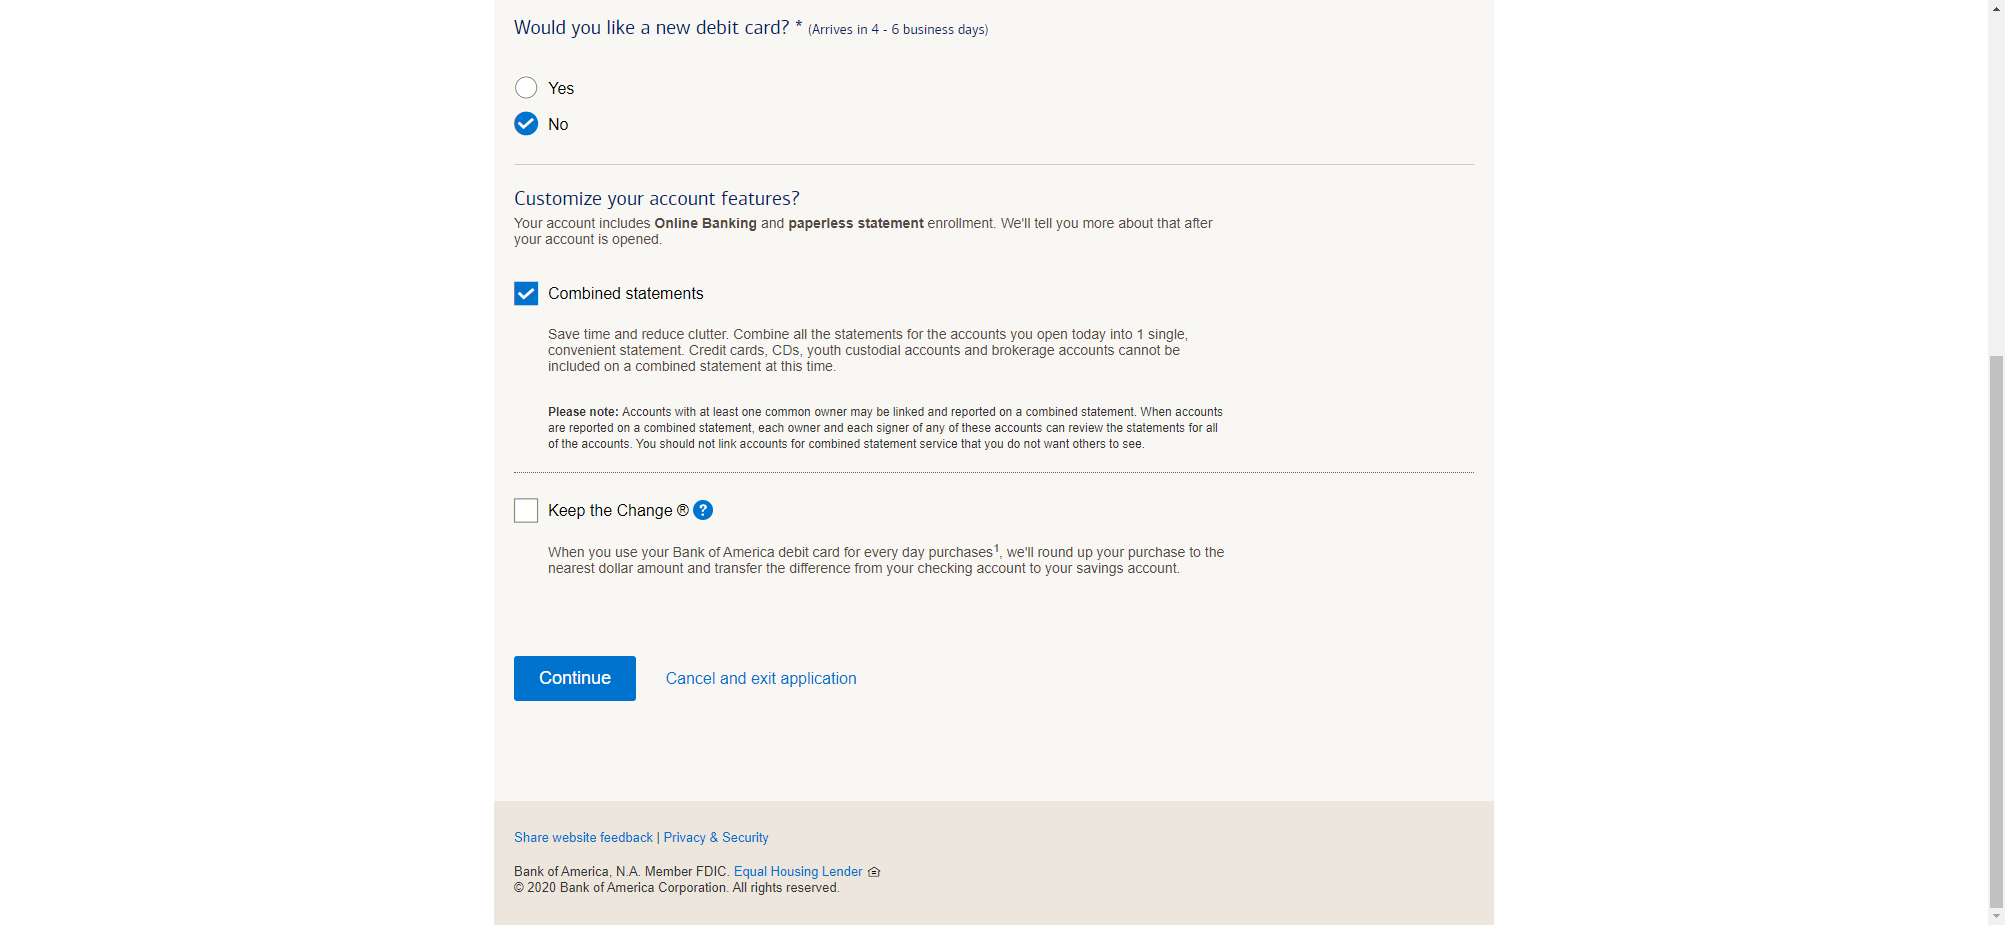 Would you like a new debit card? * (Arrives in 4 - 6 business days)
Yes
No
Customize your account features?
Your account includes Online Banking and paperless statement enrollment. We'll tell you more about that after
your account is opened.
Combined statements
Save time and reduce clutter. Combine all the statements for the accounts you open today into 1 single,
convenient statement. Credit cards, CDs, youth custodial accounts and brokerage accounts cannot be
included on a combined statement at this time.
Please note: Accounts with at least one common owner may be linked and reported on a combined statement. When accounts
are reported on a combined statement, each owner and each signer of any of these accounts can review the statements for all
of the accounts. You should not link accounts for combined statement service that you do not want others to see.
Keep the Change ® ?
When you use your Bank of America debit card for every day purchases1, we'll round up your purchase to the
nearest dollar amount and transfer the difference from your checking account to your savings account.
Continue Cancel and exit application
Share website feedback | Privacy & Security
Bank of America, N.A. Member FDIC. Equal Housing Lender
© 2020 Bank of America Corporation. All rights reserved.